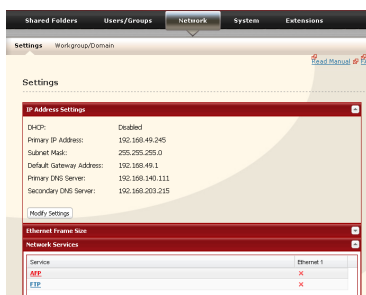 Shared Folders Users/Groups Network System Extensions
Settings Workgroup/Domain
Read Manual
Settings
IP Address Settings
DHCP: Disabled
Primary IP Address: 192.168.49.245
Subnet Mask: 255.255.255.0
Default Gateway Address: 192.168.49.1
Primary DNS Server: 192.168.140.111
Secondary DNS Server: 192.168.203.215
Modify Settings
Ethernet Frame Size
Network Services
Service Ethernet 1
AFP
FTP